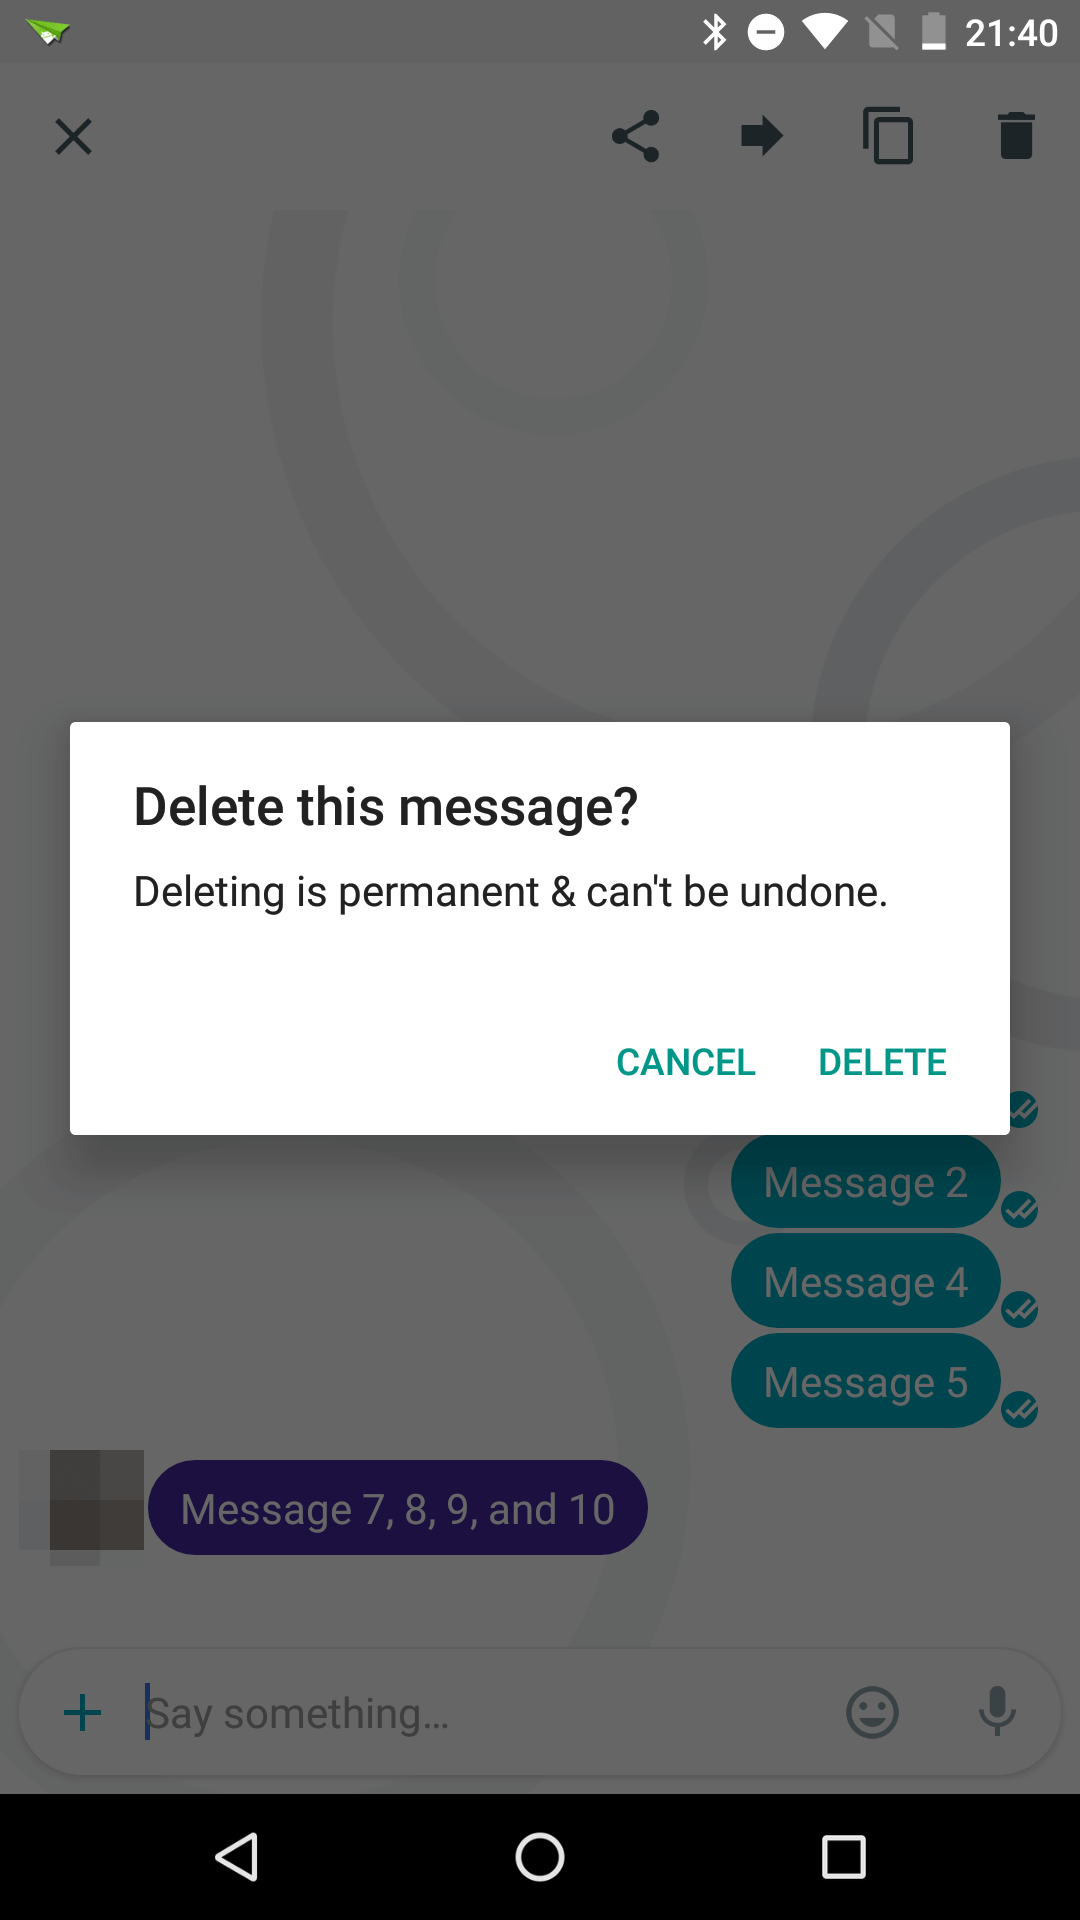 21:40
Delete this message?
Deleting is permanent & can't be undone.
CANCEL DELETE
Message 2
Message 4
Message 5
Message 7, 8, 9, and 10
Say something…